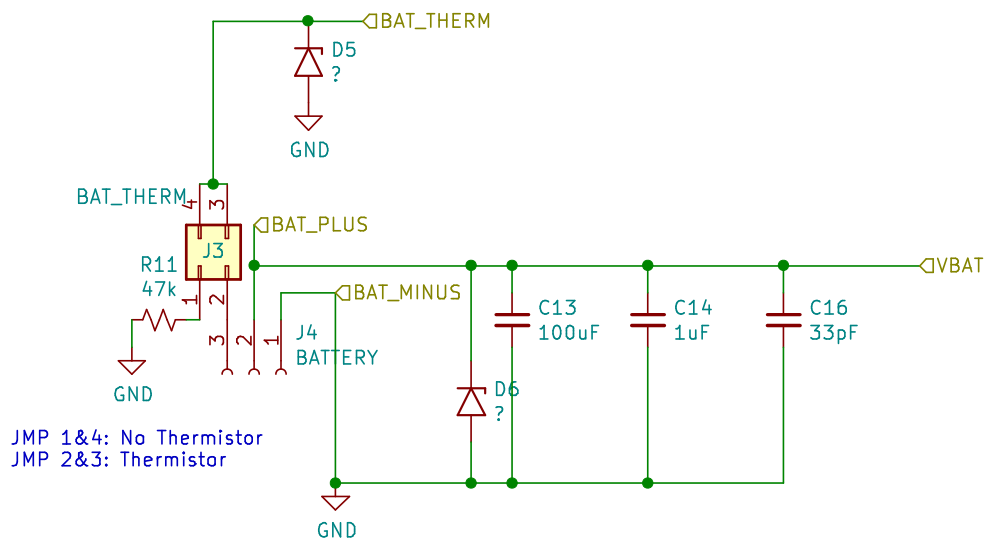 BAT_THERM
D5
?
GND
BAT_THERM
4
3
BAT_PLUS
J3
VBAT
R11
47k
1
2
BAT_MINUS
C13
100uF
C14
1uF
C16
33pF
3
2
1
J4
BATTERY
GND
D6
?
JMP 1&4: No Thermistor
JMP 2&3: Thermistor
GND